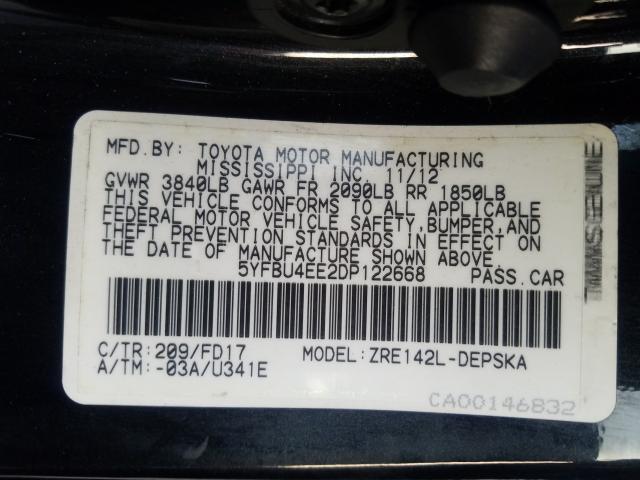 MFD.BY: TOYOTA MOTOR MANUFACTURING
MISSISSIPPI INC. 11/12
GVWR 3840LB GAWR FR 2090LB RR 1850LB
THIS VEHICLE CONFORMS TO ALL APPLICABLE
FEDERAL MOTOR VEHICLE SAFETY,BUMPER,AND
THEFT PREVENTION STANDARDS IN EFFECT ON
THE DATE OF MANUFACTURE SHOWN ABOVE.
5YFBU4EE2DP122668 PASS.CAR
C/TR:209/FD17 MODEL:ZRE142L-DEPSKA
A/TM:-03A/U341E
CA00146832